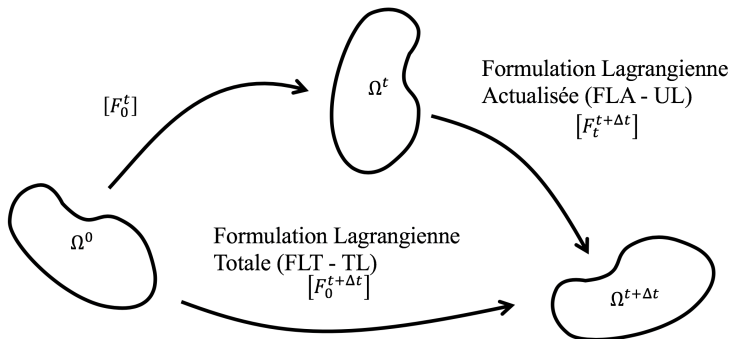 Ω^t
Formulation Lagrangienne
Actualisée (FLA - UL)
[F_t^{t+Δt}]
[F_0^t]
Ω^0
Formulation Lagrangienne
Totale (FLT - TL)
[F_0^{t+Δt}]
Ω^{t+Δt}